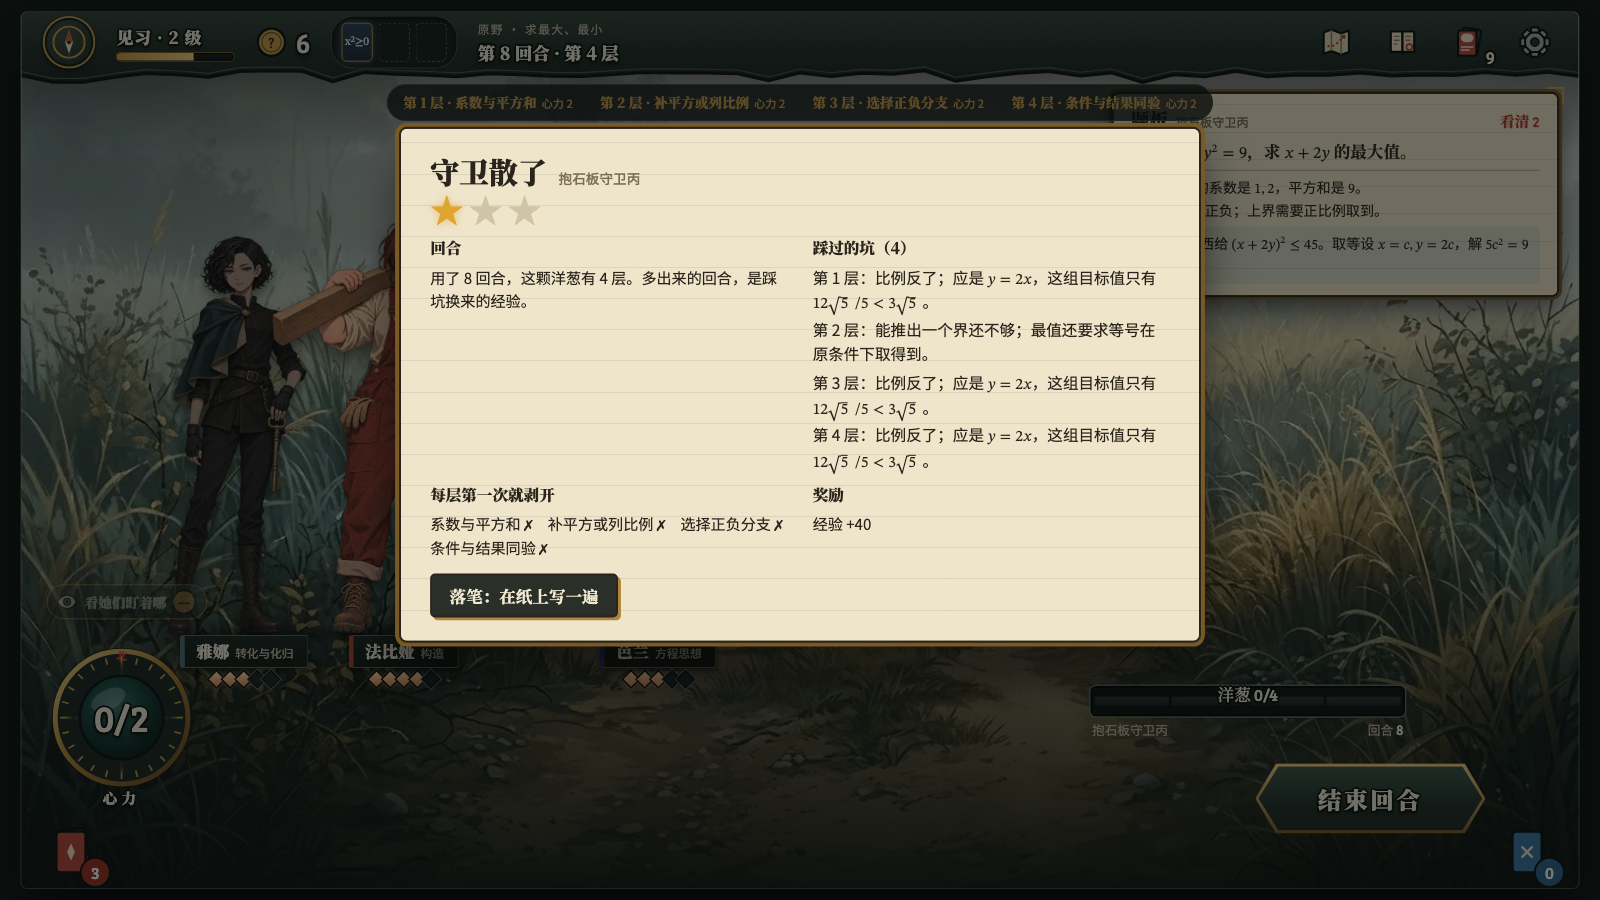 见习 · 2 级
6
x²≥0
原野 · 求最大、最小
第 8 回合 · 第 4 层
9
第 1 层 · 系数与平方和 心力 2
第 2 层 · 补平方或列比例 心力 2
第 3 层 · 选择正负分支 心力 2
第 4 层 · 条件与结果同验 心力 2
板守卫丙
看清 2
y² = 9，求 x + 2y 的最大值。
系数是 1, 2，平方和是 9。
正负；上界需要正比例取到。
西给 (x + 2y)² ≤ 45。取等设 x = c, y = 2c，解 5c² = 9
守卫散了 抱石板守卫丙
回合
用了 8 回合，这颗洋葱有 4 层。多出来的回合，是踩
坑换来的经验。
踩过的坑（4）
第 1 层：比例反了；应是 y = 2x，这组目标值只有
12√5 /5 < 3√5 。
第 2 层：能推出一个界还不够；最值还要求等号在
原条件下取得到。
第 3 层：比例反了；应是 y = 2x，这组目标值只有
12√5 /5 < 3√5 。
第 4 层：比例反了；应是 y = 2x，这组目标值只有
12√5 /5 < 3√5 。
每层第一次就剥开
系数与平方和 ✗ 补平方或列比例 ✗ 选择正负分支 ✗
条件与结果同验 ✗
奖励
经验 +40
落笔：在纸上写一遍
看她们盯着哪
雅娜 转化与化归
法比娅 构造
芭兰 方程思想
0/2
心力
3
洋葱 0/4
抱石板守卫丙
回合 8
结束回合
0